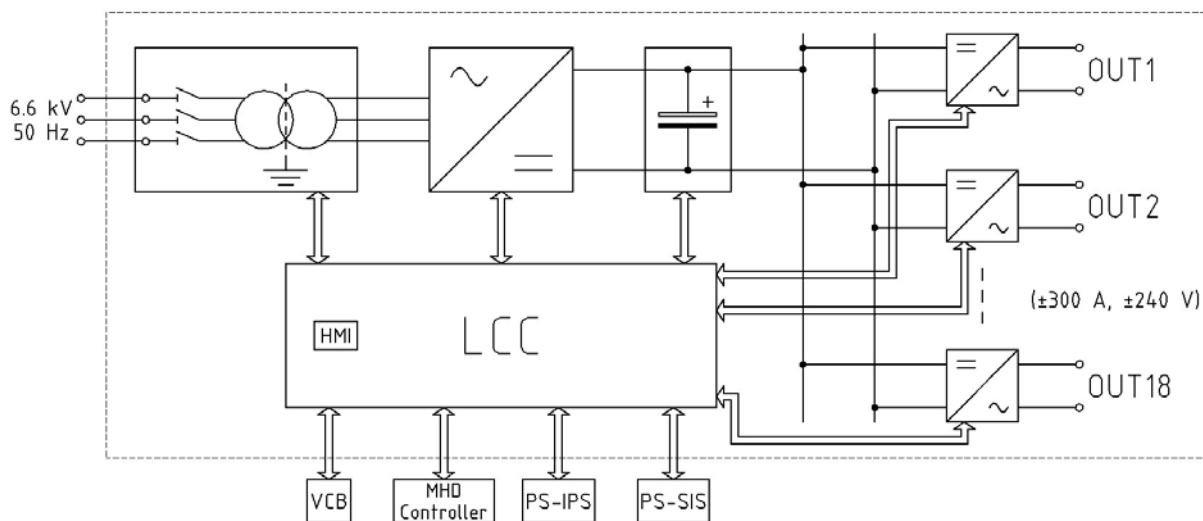 6.6 kV
50 Hz
+
OUT1
OUT2
(±300 A, ±240 V)
HMI
LCC
OUT18
VCB
MHD
Controller
PS-IPS
PS-SIS